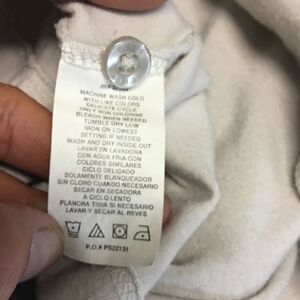 MACHINE WASH COLD
WITH LIKE COLORS
DELICATE CYCLE
ONLY NON CHLORINE
BLEACH WHEN NEEDED
TUMBLE DRY LOW
IRON ON LOWEST
SETTING IF NEEDED
WASH AND DRY INSIDE OUT
LAVAR EN LAVADORA
CON AGUA FRIA CON
COLORES SIMILARES
CICLO DELICADO
SOLAMENTE BLANQUEADOR
SIN CLORO CUANDO NECESARIO
SECAR EN SECADORA
A CICLO LENTO
PLANCHA TIBIA SI NECESARIO
LAVAR Y SECAR AL REVES
P.O.# PS22131